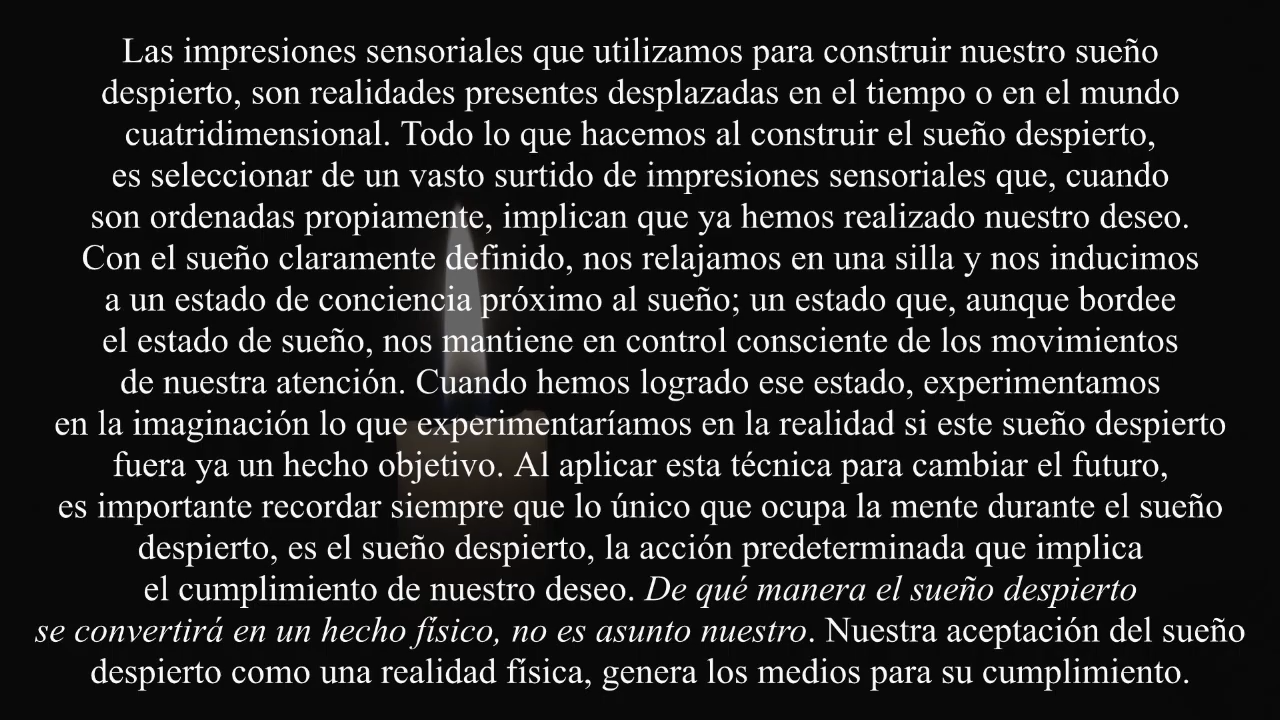 Las impresiones sensoriales que utilizamos para construir nuestro sueño
despierto, son realidades presentes desplazadas en el tiempo o en el mundo
cuatridimensional. Todo lo que hacemos al construir el sueño despierto,
es seleccionar de un vasto surtido de impresiones sensoriales que, cuando
son ordenadas propiamente, implican que ya hemos realizado nuestro deseo.
Con el sueño claramente definido, nos relajamos en una silla y nos inducimos
a un estado de conciencia próximo al sueño; un estado que, aunque bordee
el estado de sueño, nos mantiene en control consciente de los movimientos
de nuestra atención. Cuando hemos logrado ese estado, experimentamos
en la imaginación lo que experimentaríamos en la realidad si este sueño despierto
fuera ya un hecho objetivo. Al aplicar esta técnica para cambiar el futuro,
es importante recordar siempre que lo único que ocupa la mente durante el sueño
despierto, es el sueño despierto, la acción predeterminada que implica
el cumplimiento de nuestro deseo. De qué manera el sueño despierto
se convertirá en un hecho físico, no es asunto nuestro. Nuestra aceptación del sueño
despierto como una realidad física, genera los medios para su cumplimiento.